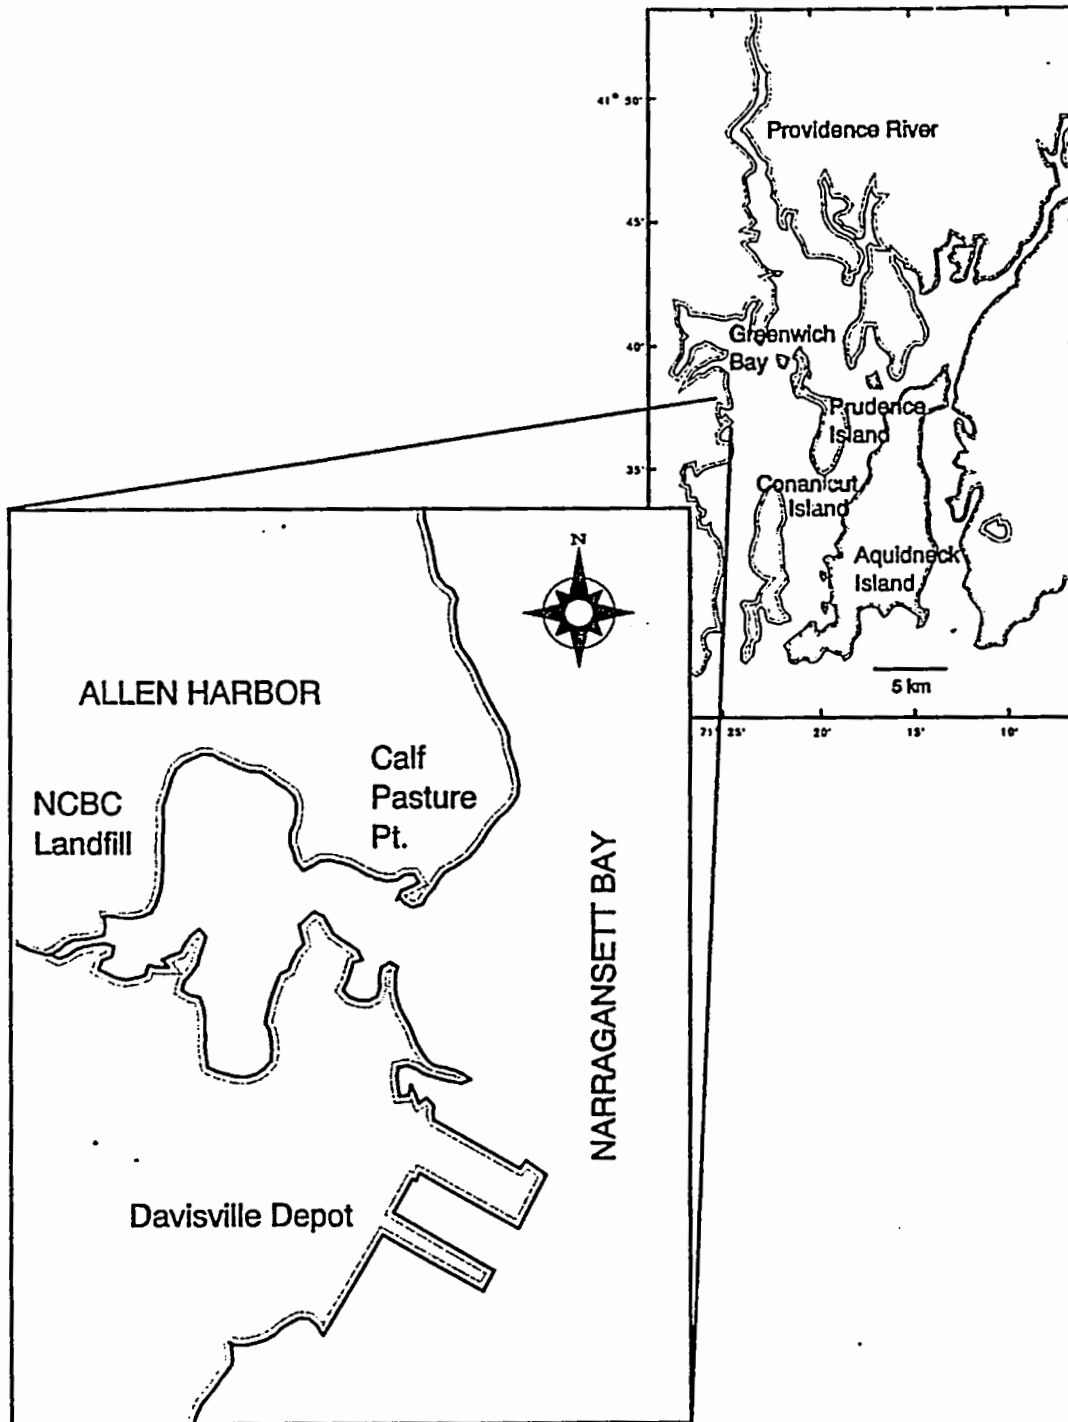 41° 50'
Providence River
45'
40'
Greenwich
Bay
Prudence
Island
35'
Conanicut
Island
Aquidneck
Island
5 km
71° 25'
20'
15'
10'
N
ALLEN HARBOR
Calf
Pasture
Pt.
NCBC
Landfill
NARRAGANSETT BAY
Davisville Depot